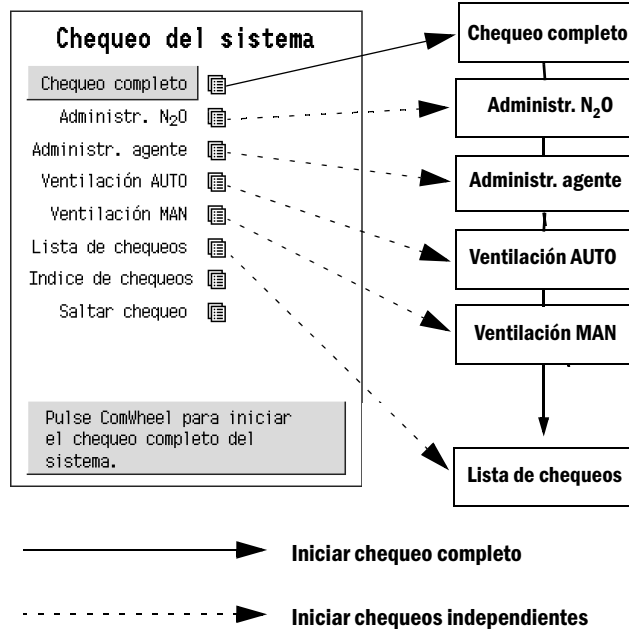 Chequeo del sistema
Chequeo completo
Administr. N₂O
Administr. agente
Ventilación AUTO
Ventilación MAN
Lista de chequeos
Indice de chequeos
Saltar chequeo
Pulse ComWheel para iniciar
el chequeo completo del
sistema.
Chequeo completo
Administr. N₂O
Administr. agente
Ventilación AUTO
Ventilación MAN
Lista de chequeos
Iniciar chequeo completo
Iniciar chequeos independientes